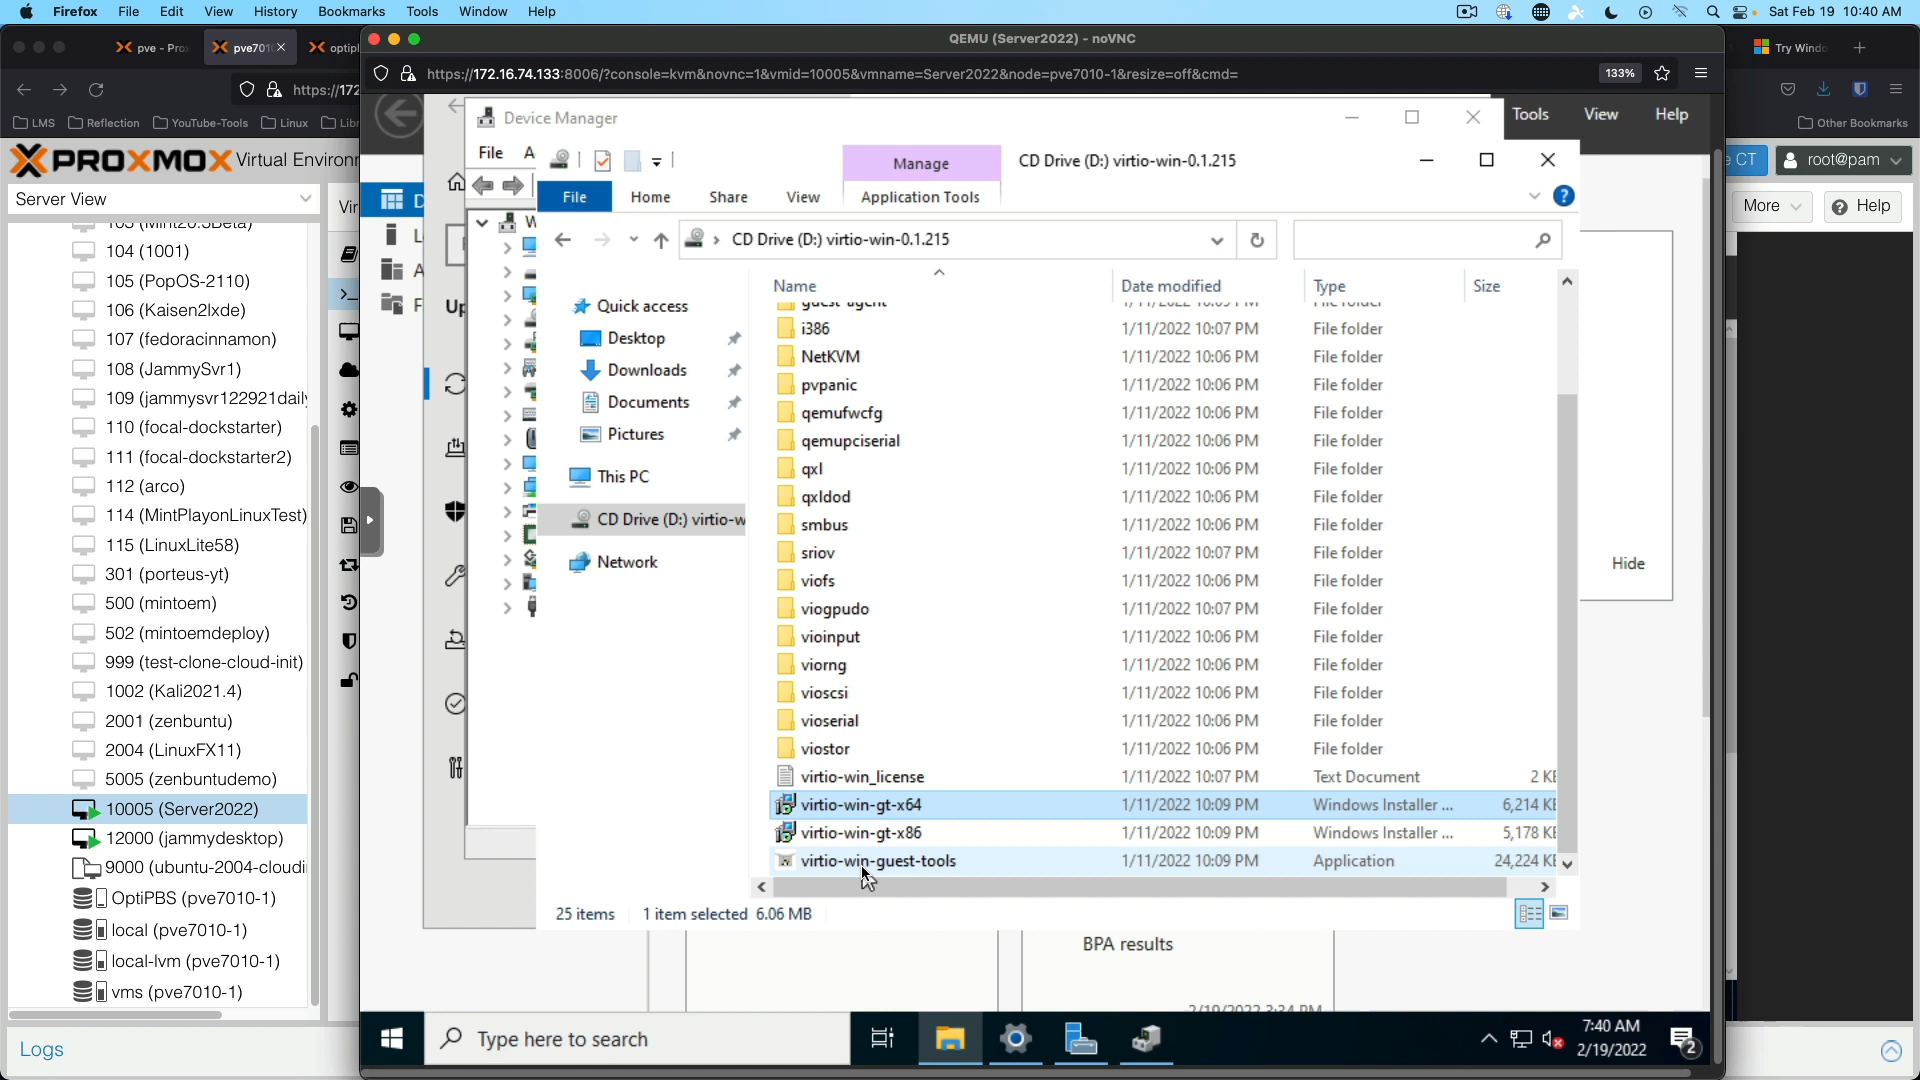 Firefox File Edit View History Bookmarks Tools Window Help
Sat Feb 19 10:40 AM
pve - Pro
pve701
optipl
QEMU (Server2022) - noVNC
Try Windo
https://172
https://172.16.74.133:8006/?console=kvm&novnc=1&vmid=10005&vmname=Server2022&node=pve7010-1&resize=off&cmd=
133%
LMS
Reflection
YouTube-Tools
Linux
Other Bookmarks
PROXMOX Virtual Environm
CT
root@pam
Server View
More
Help
104 (1001)
105 (PopOS-2110)
106 (Kaisen2lxde)
107 (fedoracinnamon)
108 (JammySvr1)
109 (jammysvr122921daily
110 (focal-dockstarter)
111 (focal-dockstarter2)
112 (arco)
114 (MintPlayonLinuxTest)
115 (LinuxLite58)
301 (porteus-yt)
500 (mintoem)
502 (mintoemdeploy)
999 (test-clone-cloud-init)
1002 (Kali2021.4)
2001 (zenbuntu)
2004 (LinuxFX11)
5005 (zenbuntudemo)
10005 (Server2022)
12000 (jammydesktop)
9000 (ubuntu-2004-cloudi
OptiPBS (pve7010-1)
local (pve7010-1)
local-lvm (pve7010-1)
vms (pve7010-1)
Logs
Device Manager
File A
Tools View Help
Up
Manage
CD Drive (D:) virtio-win-0.1.215
File Home Share View Application Tools
CD Drive (D:) virtio-win-0.1.215
Quick access
Desktop
Downloads
Documents
Pictures
This PC
CD Drive (D:) virtio-w
Network
Name Date modified Type Size
i386 1/11/2022 10:07 PM File folder
NetKVM 1/11/2022 10:06 PM File folder
pvpanic 1/11/2022 10:06 PM File folder
qemufwcfg 1/11/2022 10:06 PM File folder
qemupciserial 1/11/2022 10:06 PM File folder
qxl 1/11/2022 10:06 PM File folder
qxldod 1/11/2022 10:06 PM File folder
smbus 1/11/2022 10:06 PM File folder
sriov 1/11/2022 10:07 PM File folder
viofs 1/11/2022 10:06 PM File folder
viogpudo 1/11/2022 10:07 PM File folder
vioinput 1/11/2022 10:06 PM File folder
viorng 1/11/2022 10:06 PM File folder
vioscsi 1/11/2022 10:06 PM File folder
vioserial 1/11/2022 10:06 PM File folder
viostor 1/11/2022 10:06 PM File folder
virtio-win_license 1/11/2022 10:07 PM Text Document 2 KB
virtio-win-gt-x64 1/11/2022 10:09 PM Windows Installer ... 6,214 KB
virtio-win-gt-x86 1/11/2022 10:09 PM Windows Installer ... 5,178 KB
virtio-win-guest-tools 1/11/2022 10:09 PM Application 24,224 KB
25 items 1 item selected 6.06 MB
Hide
BPA results
Type here to search
7:40 AM
2/19/2022
2